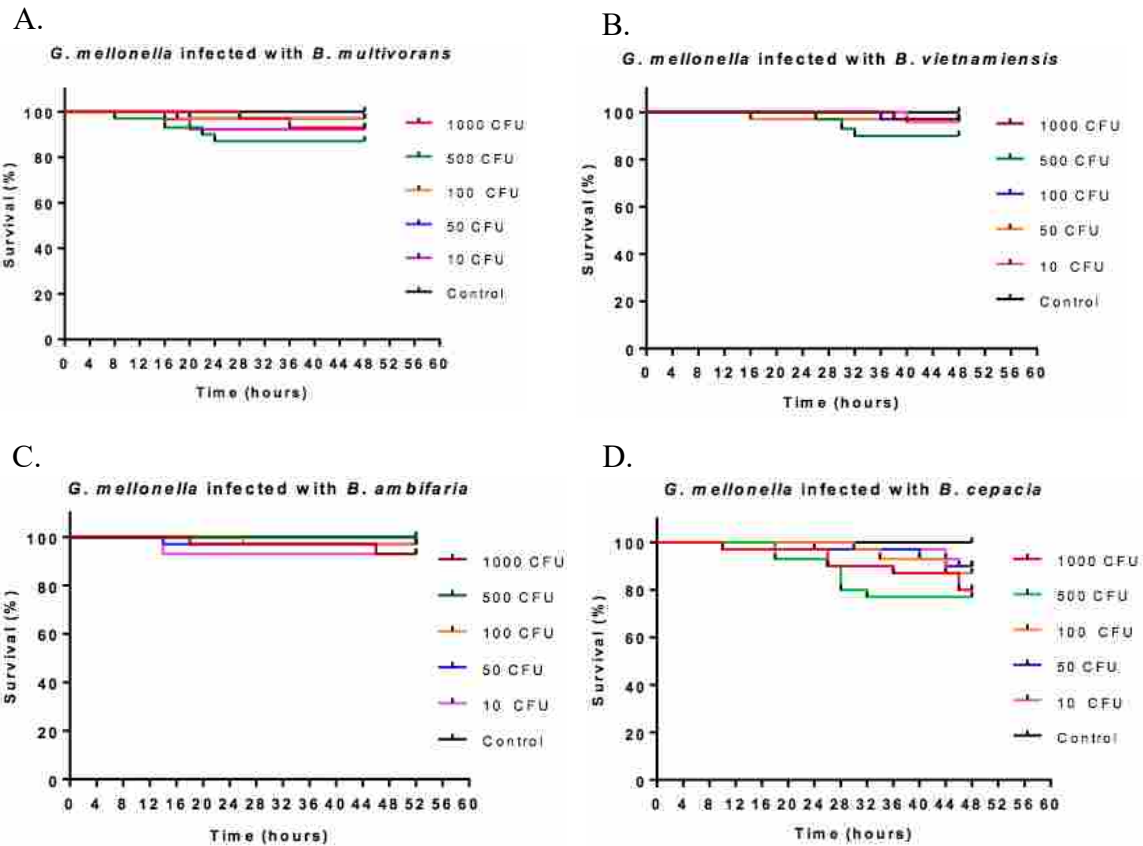 A.
G. mellonella infected with B. multivorans
Survival (%)
100
80
60
40
20
0
0 4 8 12 16 20 24 28 32 36 40 44 48 52 56 60
Time (hours)
1000 CFU
500 CFU
100 CFU
50 CFU
10 CFU
Control
B.
G. mellonella infected with B. vietnamiensis
Survival (%)
100
80
60
40
20
0
0 4 8 12 16 20 24 28 32 36 40 44 48 52 56 60
Time (hours)
1000 CFU
500 CFU
100 CFU
50 CFU
10 CFU
Control
C.
G. mellonella infected with B. ambifaria
Survival (%)
100
80
60
40
20
0
0 4 8 12 16 20 24 28 32 36 40 44 48 52 56 60
Time (hours)
1000 CFU
500 CFU
100 CFU
50 CFU
10 CFU
Control
D.
G. mellonella infected with B. cepacia
Survival (%)
100
80
60
40
20
0
0 4 8 12 16 20 24 28 32 36 40 44 48 52 56 60
Time (hours)
1000 CFU
500 CFU
100 CFU
50 CFU
10 CFU
Control